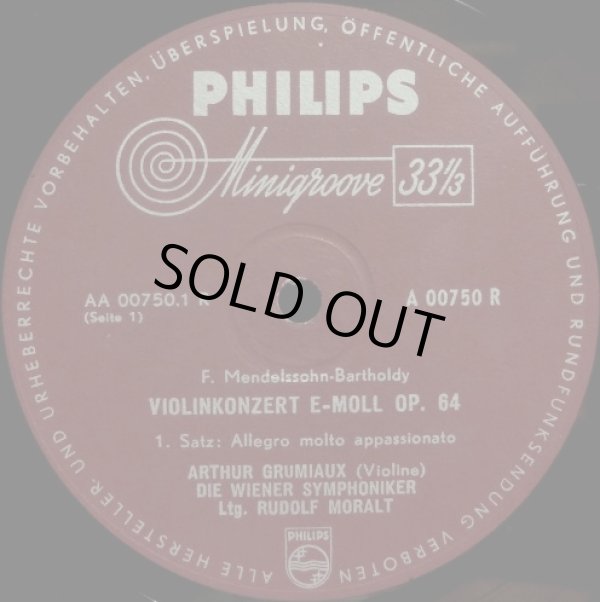 ALLE HERSTELLER- UND URHEBERRECHTE VORBEHALTEN, ÜBERSPIELUNG, ÖFFENTLICHE AUFFÜHRUNG UND RUNDFUNKSENDUNG VERBOTEN
PHILIPS
Minigroove 33⅓
SOLD OUT
AA 00750.1 R A 00750 R
(Seite 1)
F. Mendelssohn-Bartholdy
VIOLINKONZERT E-MOLL OP. 64
1. Satz: Allegro molto appassionato
ARTHUR GRUMIAUX (Violine)
DIE WIENER SYMPHONIKER
Ltg. RUDOLF MORALT
PHILIPS